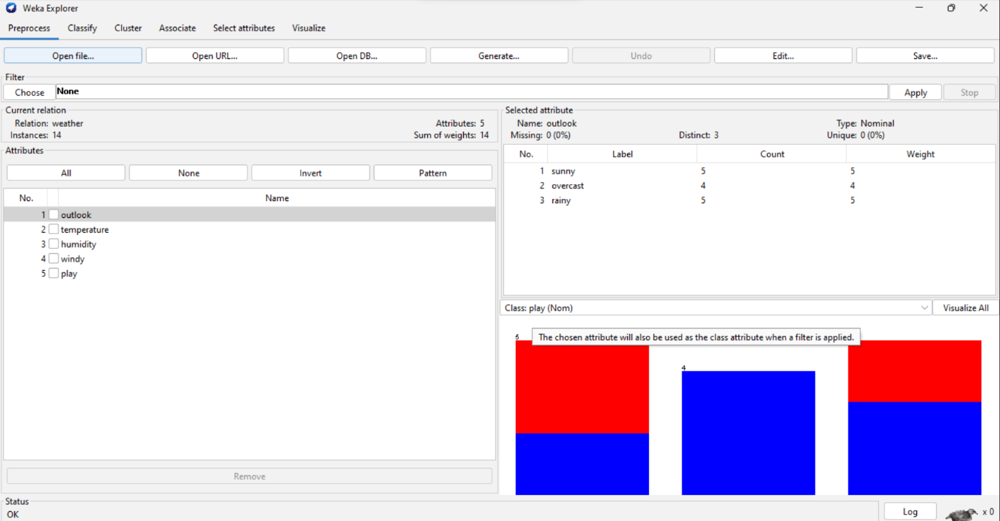 Weka Explorer
Preprocess Classify Cluster Associate Select attributes Visualize
Open file... Open URL... Open DB... Generate... Undo Edit... Save...
Filter
Choose None Apply Stop
Current relation
Relation: weather Attributes: 5
Instances: 14 Sum of weights: 14
Attributes
All None Invert Pattern
No. Name
1 outlook
2 temperature
3 humidity
4 windy
5 play
Remove
Selected attribute
Name: outlook Type: Nominal
Missing: 0 (0%) Distinct: 3 Unique: 0 (0%)
No. Label Count Weight
1 sunny 5 5
2 overcast 4 4
3 rainy 5 5
Class: play (Nom) Visualize All
The chosen attribute will also be used as the class attribute when a filter is applied.
5
4
Status
OK
Log x 0